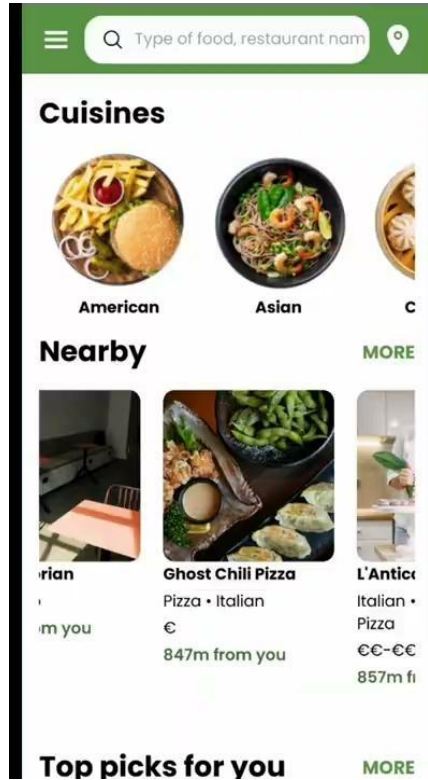 Type of food, restaurant nam
Cuisines
American
Asian
C
Nearby
MORE
rian
Ghost Chili Pizza
L'Antic
Pizza • Italian
Italian •
€
Pizza
m from you
847m from you
€€-€€
857m f
Top picks for you
MORE